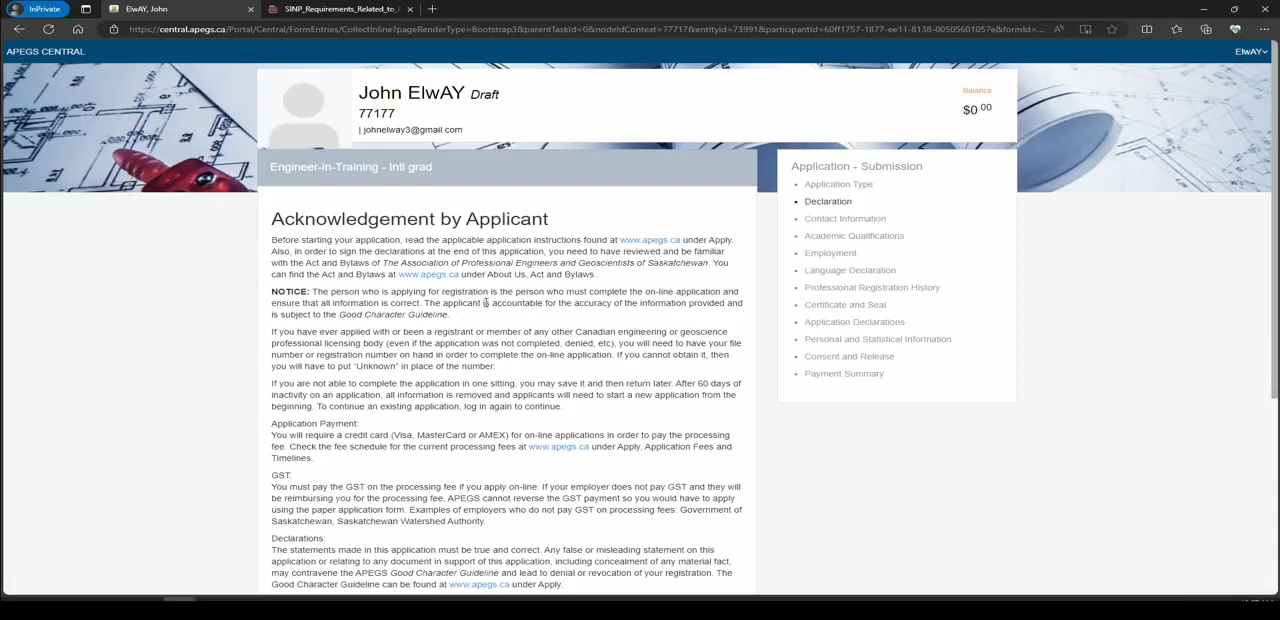 InPrivate
ElwAY, John
SINP_Requirements_Related_to_
https://central.apegs.ca/Portal/Central/FormEntries/CollectInline?pageRenderType=Bootstrap3&parentTaskId=0&nodeIdContext=77717&entityId=73991&participantId=60ff1757-1877-ee11-8138-00505601057e&formId=...
APEGS CENTRAL
ElwAY
John ElwAY Draft
Balance
77177
$0.00
| johnelway3@gmail.com
Engineer-in-Training - Intl grad
Acknowledgement by Applicant
Before starting your application, read the applicable application instructions found at www.apegs.ca under Apply.
Also, in order to sign the declarations at the end of this application, you need to have reviewed and be familiar
with the Act and Bylaws of The Association of Professional Engineers and Geoscientists of Saskatchewan. You
can find the Act and Bylaws at www.apegs.ca under About Us, Act and Bylaws.
NOTICE: The person who is applying for registration is the person who must complete the on-line application and
ensure that all information is correct. The applicant is accountable for the accuracy of the information provided and
is subject to the Good Character Guideline.
If you have ever applied with or been a registrant or member of any other Canadian engineering or geoscience
professional licensing body (even if the application was not completed, denied, etc), you will need to have your file
number or registration number on hand in order to complete the on-line application. If you cannot obtain it, then
you will have to put "Unknown" in place of the number.
If you are not able to complete the application in one sitting, you may save it and then return later. After 60 days of
inactivity on an application, all information is removed and applicants will need to start a new application from the
beginning. To continue an existing application, log in again to continue.
Application Payment:
You will require a credit card (Visa, MasterCard or AMEX) for on-line applications in order to pay the processing
fee. Check the fee schedule for the current processing fees at www.apegs.ca under Apply, Application Fees and
Timelines.
GST:
You must pay the GST on the processing fee if you apply on-line. If your employer does not pay GST and they will
be reimbursing you for the processing fee, APEGS cannot reverse the GST payment so you would have to apply
using the paper application form. Examples of employers who do not pay GST on processing fees: Government of
Saskatchewan, Saskatchewan Watershed Authority.
Declarations:
The statements made in this application must be true and correct. Any false or misleading statement on this
application or relating to any document in support of this application, including concealment of any material fact,
may contravene the APEGS Good Character Guideline and lead to denial or revocation of your registration. The
Good Character Guideline can be found at www.apegs.ca under Apply.
Application - Submission
Application Type
Declaration
Contact Information
Academic Qualifications
Employment
Language Declaration
Professional Registration History
Certificate and Seal
Application Declarations
Personal and Statistical Information
Consent and Release
Payment Summary